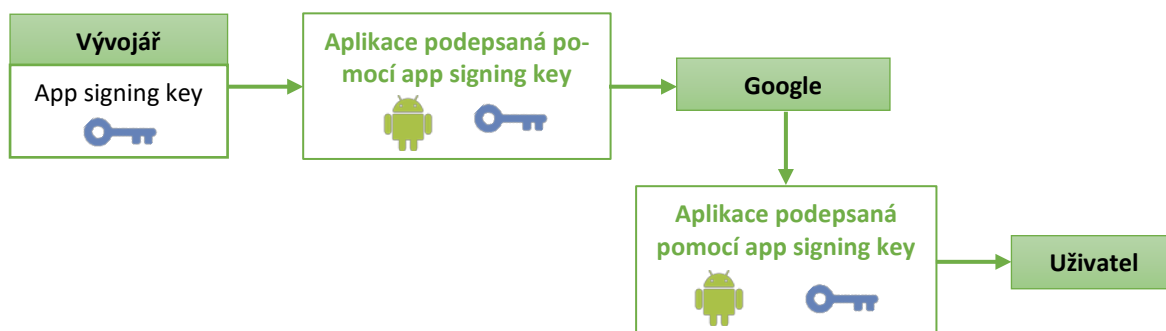 Vývojář
App signing key
Aplikace podepsaná po-
mocí app signing key
Google
Aplikace podepsaná
pomocí app signing key
Uživatel